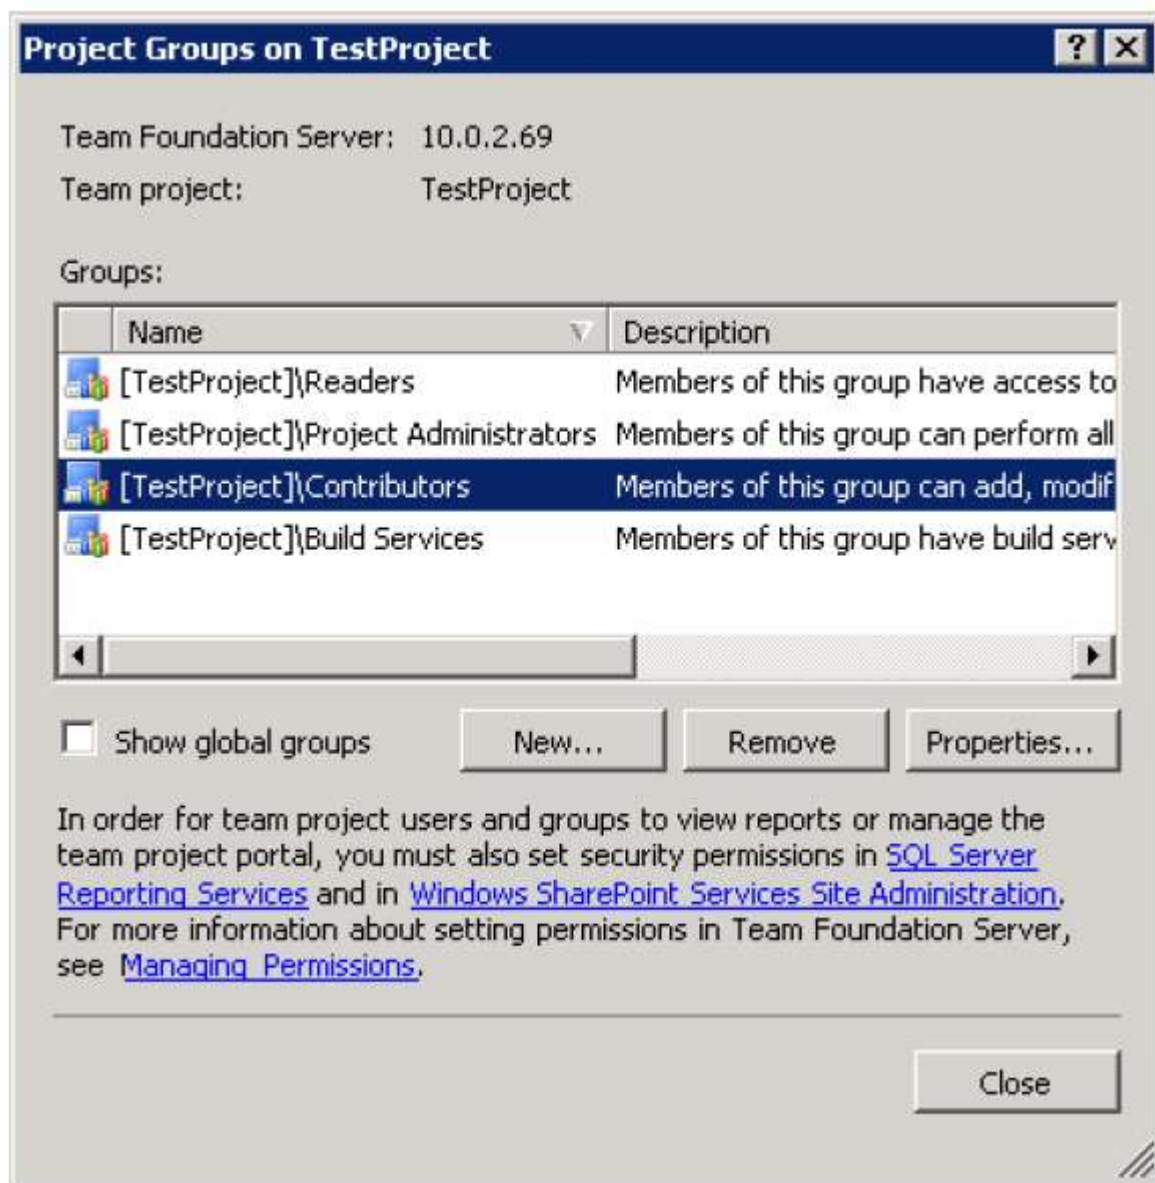 Project Groups on TestProject
Team Foundation Server: 10.0.2.69
Team project: TestProject
Groups:
Name Description
[TestProject]\Readers Members of this group have access to
[TestProject]\Project Administrators Members of this group can perform all
[TestProject]\Contributors Members of this group can add, modif
[TestProject]\Build Services Members of this group have build serv
Show global groups New... Remove Properties...
In order for team project users and groups to view reports or manage the
team project portal, you must also set security permissions in SQL Server
Reporting Services and in Windows SharePoint Services Site Administration.
For more information about setting permissions in Team Foundation Server,
see Managing Permissions.
Close